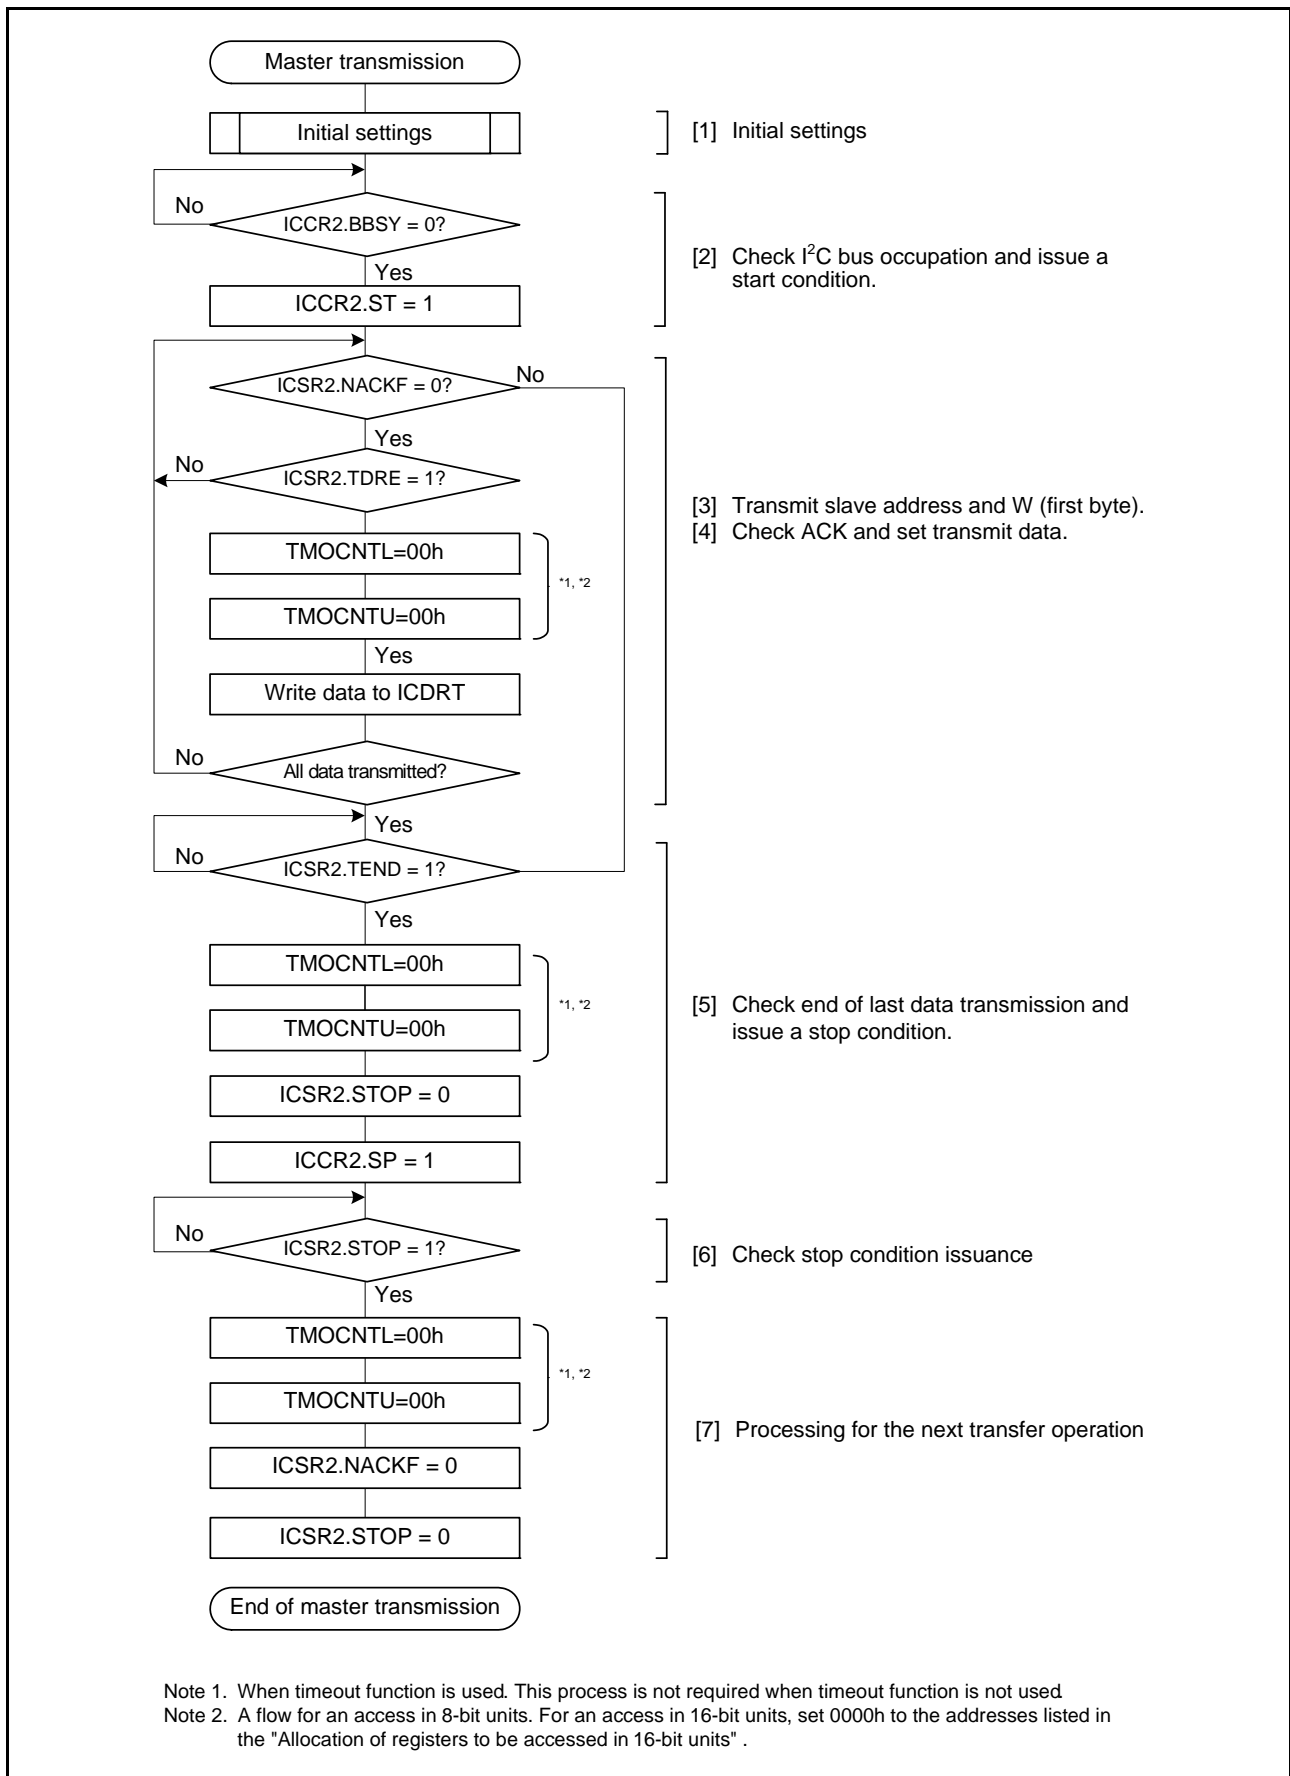 Master transmission
Initial settings
[1] Initial settings
No
ICCR2.BBSY = 0?
[2] Check I²C bus occupation and issue a
start condition.
Yes
ICCR2.ST = 1
ICSR2.NACKF = 0?
No
Yes
No
ICSR2.TDRE = 1?
[3] Transmit slave address and W (first byte).
[4] Check ACK and set transmit data.
TMOCNTL=00h
*1, *2
TMOCNTU=00h
Yes
Write data to ICDRT
No
All data transmitted?
Yes
No
ICSR2.TEND = 1?
Yes
TMOCNTL=00h
*1, *2
TMOCNTU=00h
[5] Check end of last data transmission and
issue a stop condition.
ICSR2.STOP = 0
ICCR2.SP = 1
No
ICSR2.STOP = 1?
[6] Check stop condition issuance
Yes
TMOCNTL=00h
*1, *2
TMOCNTU=00h
[7] Processing for the next transfer operation
ICSR2.NACKF = 0
ICSR2.STOP = 0
End of master transmission
Note 1. When timeout function is used. This process is not required when timeout function is not used
Note 2. A flow for an access in 8-bit units. For an access in 16-bit units, set 0000h to the addresses listed in
the "Allocation of registers to be accessed in 16-bit units" .